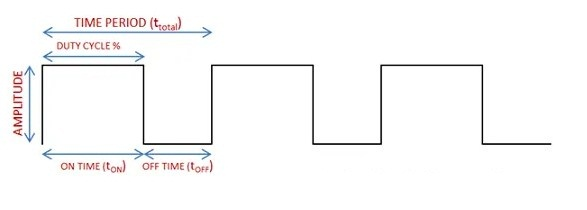 TIME PERIOD (ttotal)
DUTY CYCLE %
AMPLITUDE
ON TIME (tON) OFF TIME (tOFF)